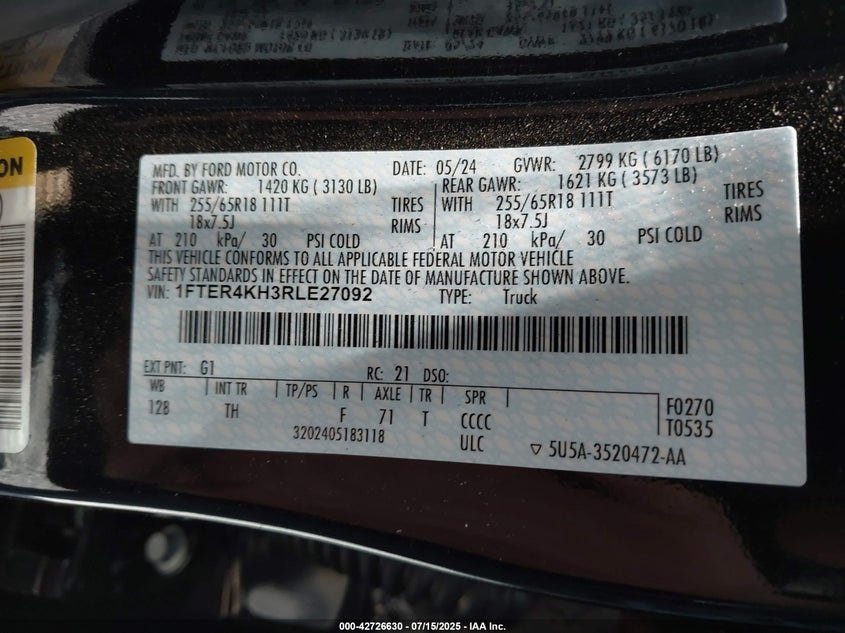 MFD. BY FORD MOTOR CO. DATE: 05/24 GVWR: 2799 KG ( 6170 LB)
FRONT GAWR: 1420 KG ( 3130 LB) REAR GAWR: 1621 KG ( 3573 LB)
WITH 255/65R18 111T TIRES WITH 255/65R18 111T TIRES
18x7.5J RIMS 18x7.5J RIMS
AT 210 kPa/ 30 PSI COLD AT 210 kPa/ 30 PSI COLD
THIS VEHICLE CONFORMS TO ALL APPLICABLE FEDERAL MOTOR VEHICLE
SAFETY STANDARDS IN EFFECT ON THE DATE OF MANUFACTURE SHOWN ABOVE.
VIN: 1FTER4KH3RLE27092 TYPE: Truck
EXT PNT: G1 RC: 21 DSO:
WB INT TR TP/PS R AXLE TR SPR
128 TH F 71 T CCCC F0270
3202405183118 ULC T0535
5U5A-3520472-AA
ON
000-42726630 - 07/15/2025 - IAA Inc.